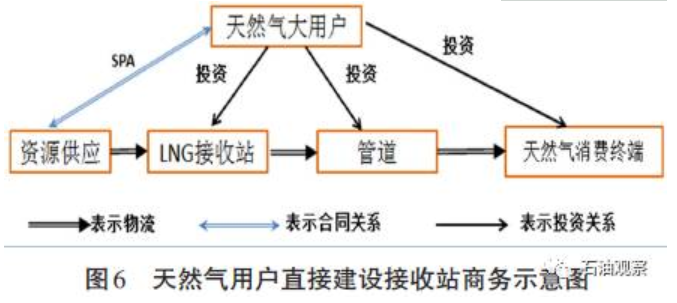 天然气大用户
SPA
投资
投资
投资
资源供应
LNG接收站
管道
天然气消费终端
表示物流
表示合同关系
表示投资关系
石油观察
图6 天然气用户直接建设接收站商务示意图